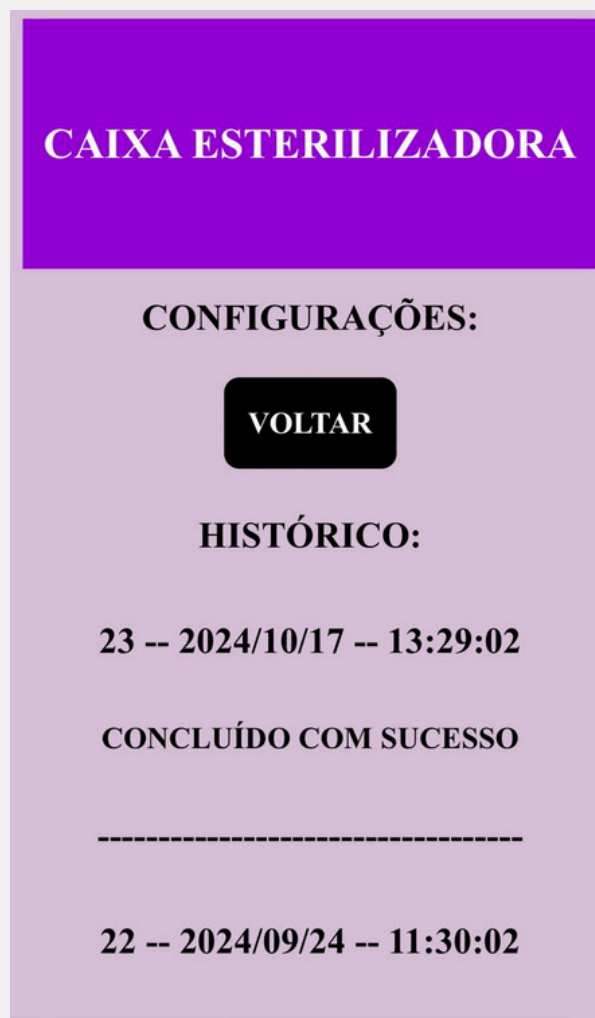 CAIXA ESTERILIZADORA
CONFIGURAÇÕES:
VOLTAR
HISTÓRICO:
23 -- 2024/10/17 -- 13:29:02
CONCLUÍDO COM SUCESSO
-----------------------------------
22 -- 2024/09/24 -- 11:30:02